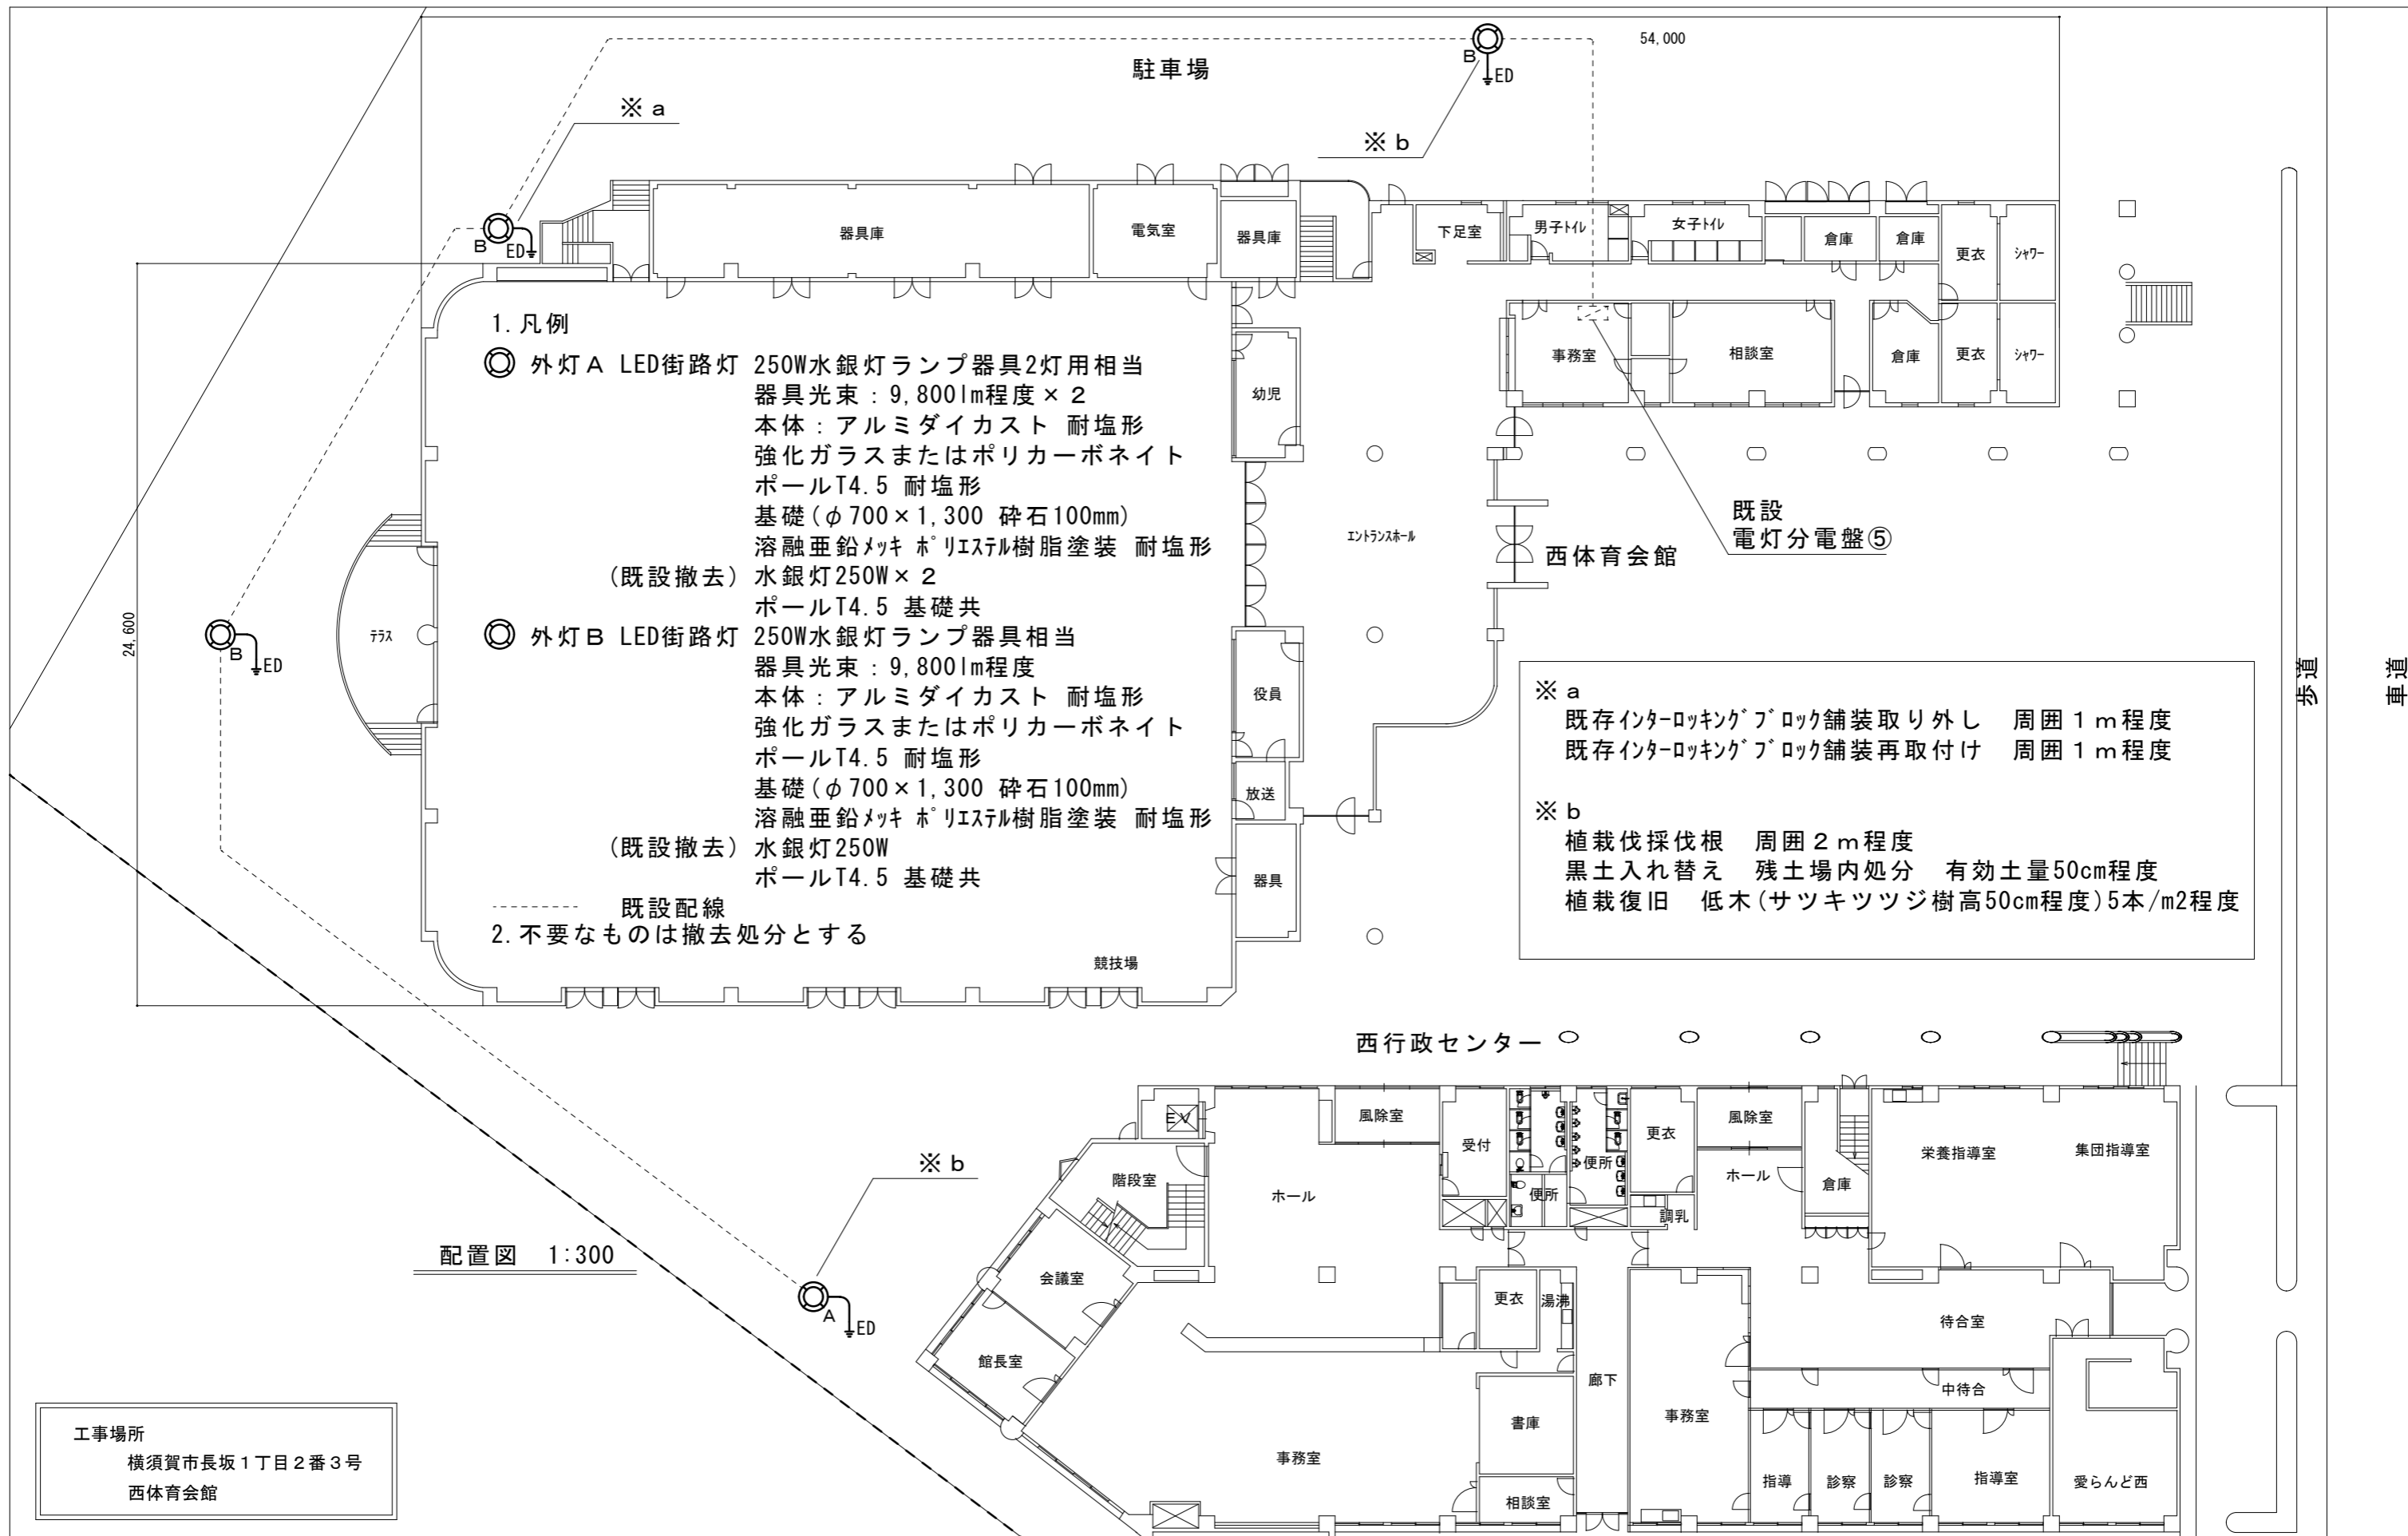 54,000
駐車場
B
ED
※ａ
※ｂ
B
ED
器具庫
電気室
器具庫
下足室
男子ﾄｲﾚ
女子ﾄｲﾚ
倉庫
倉庫
更衣
ｼｬﾜｰ
事務室
相談室
倉庫
更衣
ｼｬﾜｰ
幼児
1.凡例
外灯Ａ LED街路灯 250W水銀灯ランプ器具2灯用相当
器具光束：9,800lm程度×２
本体：アルミダイカスト 耐塩形
強化ガラスまたはポリカーボネイト
ポールT4.5 耐塩形
基礎(φ700×1,300 砕石100mm)
溶融亜鉛ﾒｯｷ ﾎﾟﾘｴｽﾃﾙ樹脂塗装 耐塩形
（既設撤去）水銀灯250W×２
ポールT4.5 基礎共
外灯Ｂ LED街路灯 250W水銀灯ランプ器具相当
器具光束：9,800lm程度
本体：アルミダイカスト 耐塩形
強化ガラスまたはポリカーボネイト
ポールT4.5 耐塩形
基礎(φ700×1,300 砕石100mm)
溶融亜鉛ﾒｯｷ ﾎﾟﾘｴｽﾃﾙ樹脂塗装 耐塩形
（既設撤去）水銀灯250W
ポールT4.5 基礎共
既設配線
2.不要なものは撤去処分とする
24,600
B
ED
ﾃﾗｽ
ｴﾝﾄﾗﾝｽﾎｰﾙ
西体育会館
既設
電灯分電盤⑤
役員
放送
器具
競技場
※ａ
既存ｲﾝﾀｰﾛｯｷﾝｸﾞﾌﾞﾛｯｸ舗装取り外し　周囲１ｍ程度
既存ｲﾝﾀｰﾛｯｷﾝｸﾞﾌﾞﾛｯｸ舗装再取付け　周囲１ｍ程度
※ｂ
植栽伐採伐根　周囲２ｍ程度
黒土入れ替え　残土場内処分　有効土量50cm程度
植栽復旧　低木(サツキツツジ樹高50cm程度)5本/m2程度
歩道
車道
西行政センター
ＥＶ
風除室
受付
更衣
風除室
栄養指導室
集団指導室
階段室
ホール
便所
便所
調乳
ホール
倉庫
※ｂ
配置図　1:300
A
ED
会議室
館長室
更衣
湯沸
待合室
廊下
中待合
書庫
事務室
事務室
相談室
指導
診察
診察
指導室
愛らんど西
工事場所
横須賀市長坂１丁目２番３号
西体育会館